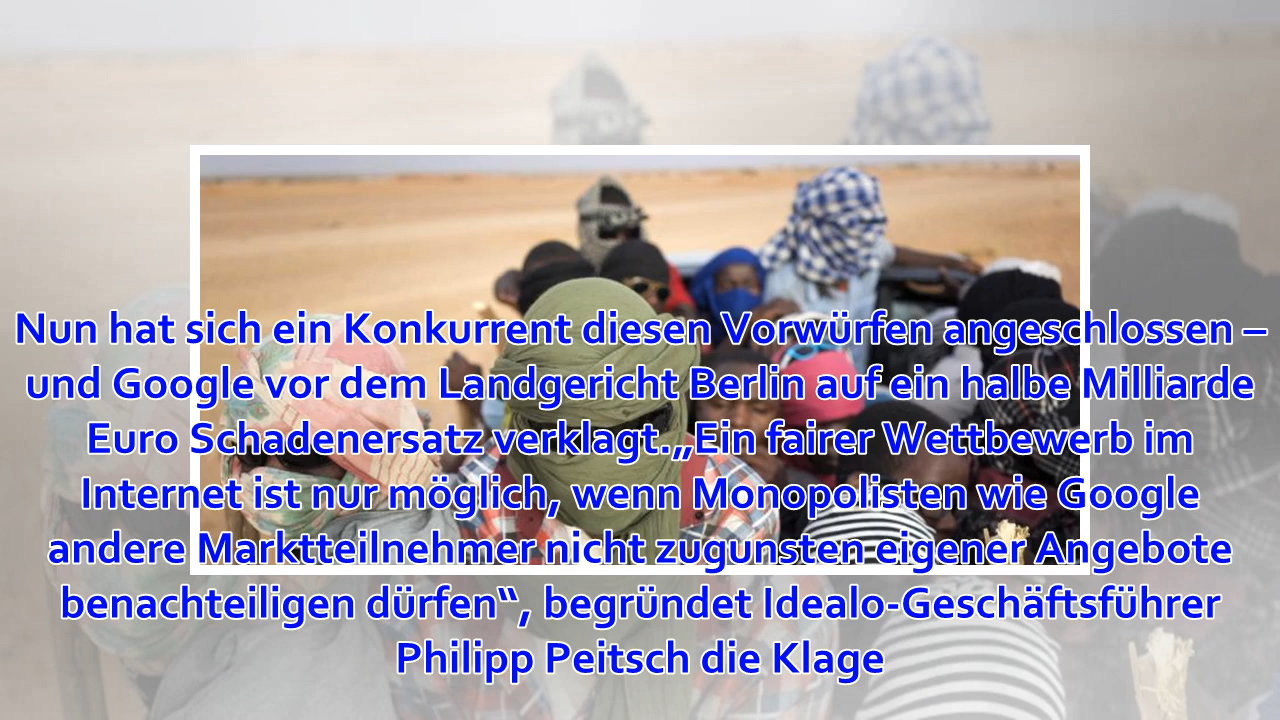 Nun hat sich ein Konkurrent diesen Vorwürfen angeschlossen –
und Google vor dem Landgericht Berlin auf ein halbe Milliarde
Euro Schadenersatz verklagt.„Ein fairer Wettbewerb im
Internet ist nur möglich, wenn Monopolisten wie Google
andere Marktteilnehmer nicht zugunsten eigener Angebote
benachteiligen dürfen“, begründet Idealo-Geschäftsführer
Philipp Peitsch die Klage